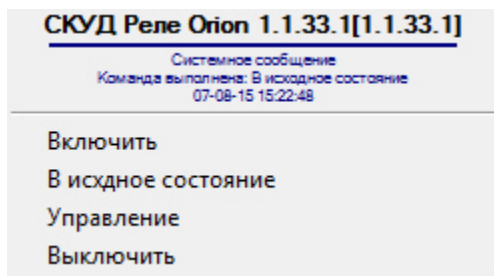 СКУД Реле Orion 1.1.33.1[1.1.33.1]
Системное сообщение
Команда выполнена: В исходное состояние
07-08-15 15:22:48
Включить
В исхдное состояние
Управление
Выключить